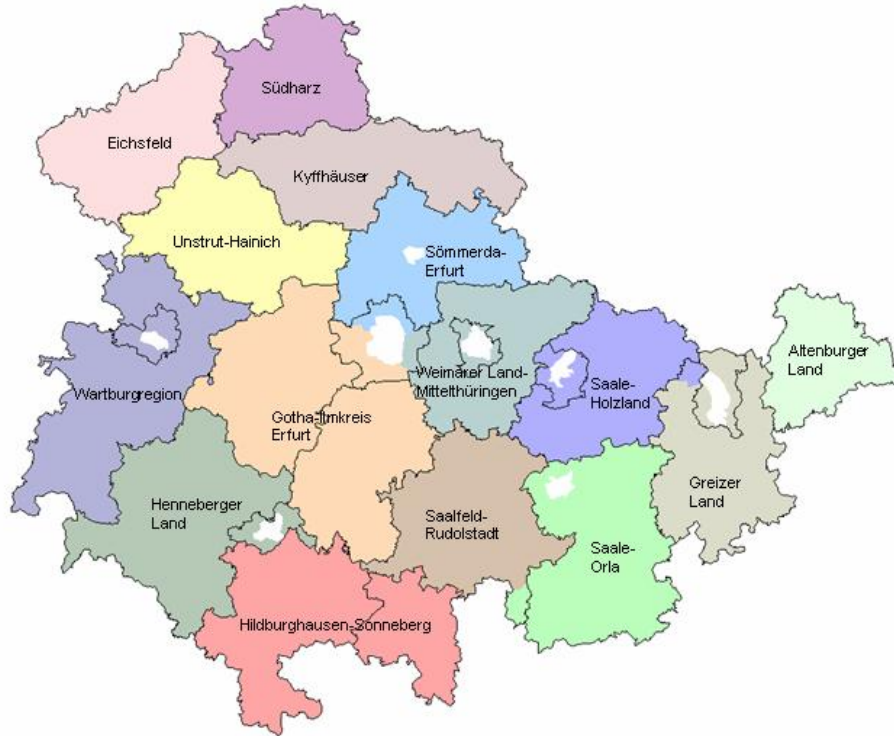 Südharz
Eichsfeld
Kyffhäuser
Unstrut-Hainich
Sömmerda-
Erfurt
Altenburger
Land
Weimarer Land-
Mittelthüringen
Saale-
Holzland
Wartburgregion
Gotha-Ilmkreis
Erfurt
Greizer
Land
Henneberger
Land
Saalfeld-
Rudolstadt
Saale-
Orla
Hildburghausen-Sonneberg